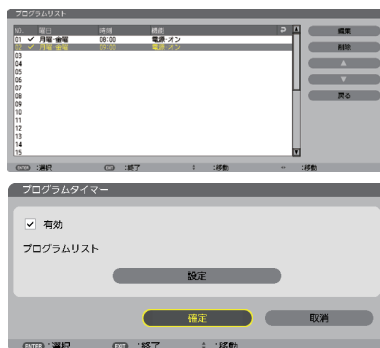 プログラムリスト
NO. 曜日 時刻 機能
01 ✓ 月曜-金曜 08:00 電源-オン
02 ✓ 月曜-金曜 09:00 電源-オン
03
04
05
06
07
08
09
10
11
12
13
14
15
編集
削除
▲
▼
戻る
ENTER :選択 EXIT :終了 :移動 :移動
プログラムタイマー
✓ 有効
プログラムリスト
設定
確定 取消
ENTER :選択 EXIT :終了 :移動